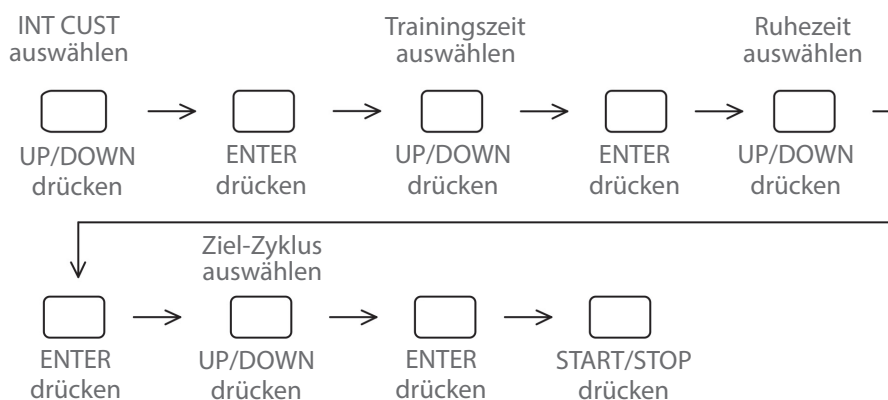 INT CUST
auswählen
Trainingszeit
auswählen
Ruhezeit
auswählen
UP/DOWN
drücken
ENTER
drücken
UP/DOWN
drücken
ENTER
drücken
UP/DOWN
drücken
Ziel-Zyklus
auswählen
ENTER
drücken
UP/DOWN
drücken
ENTER
drücken
START/STOP
drücken